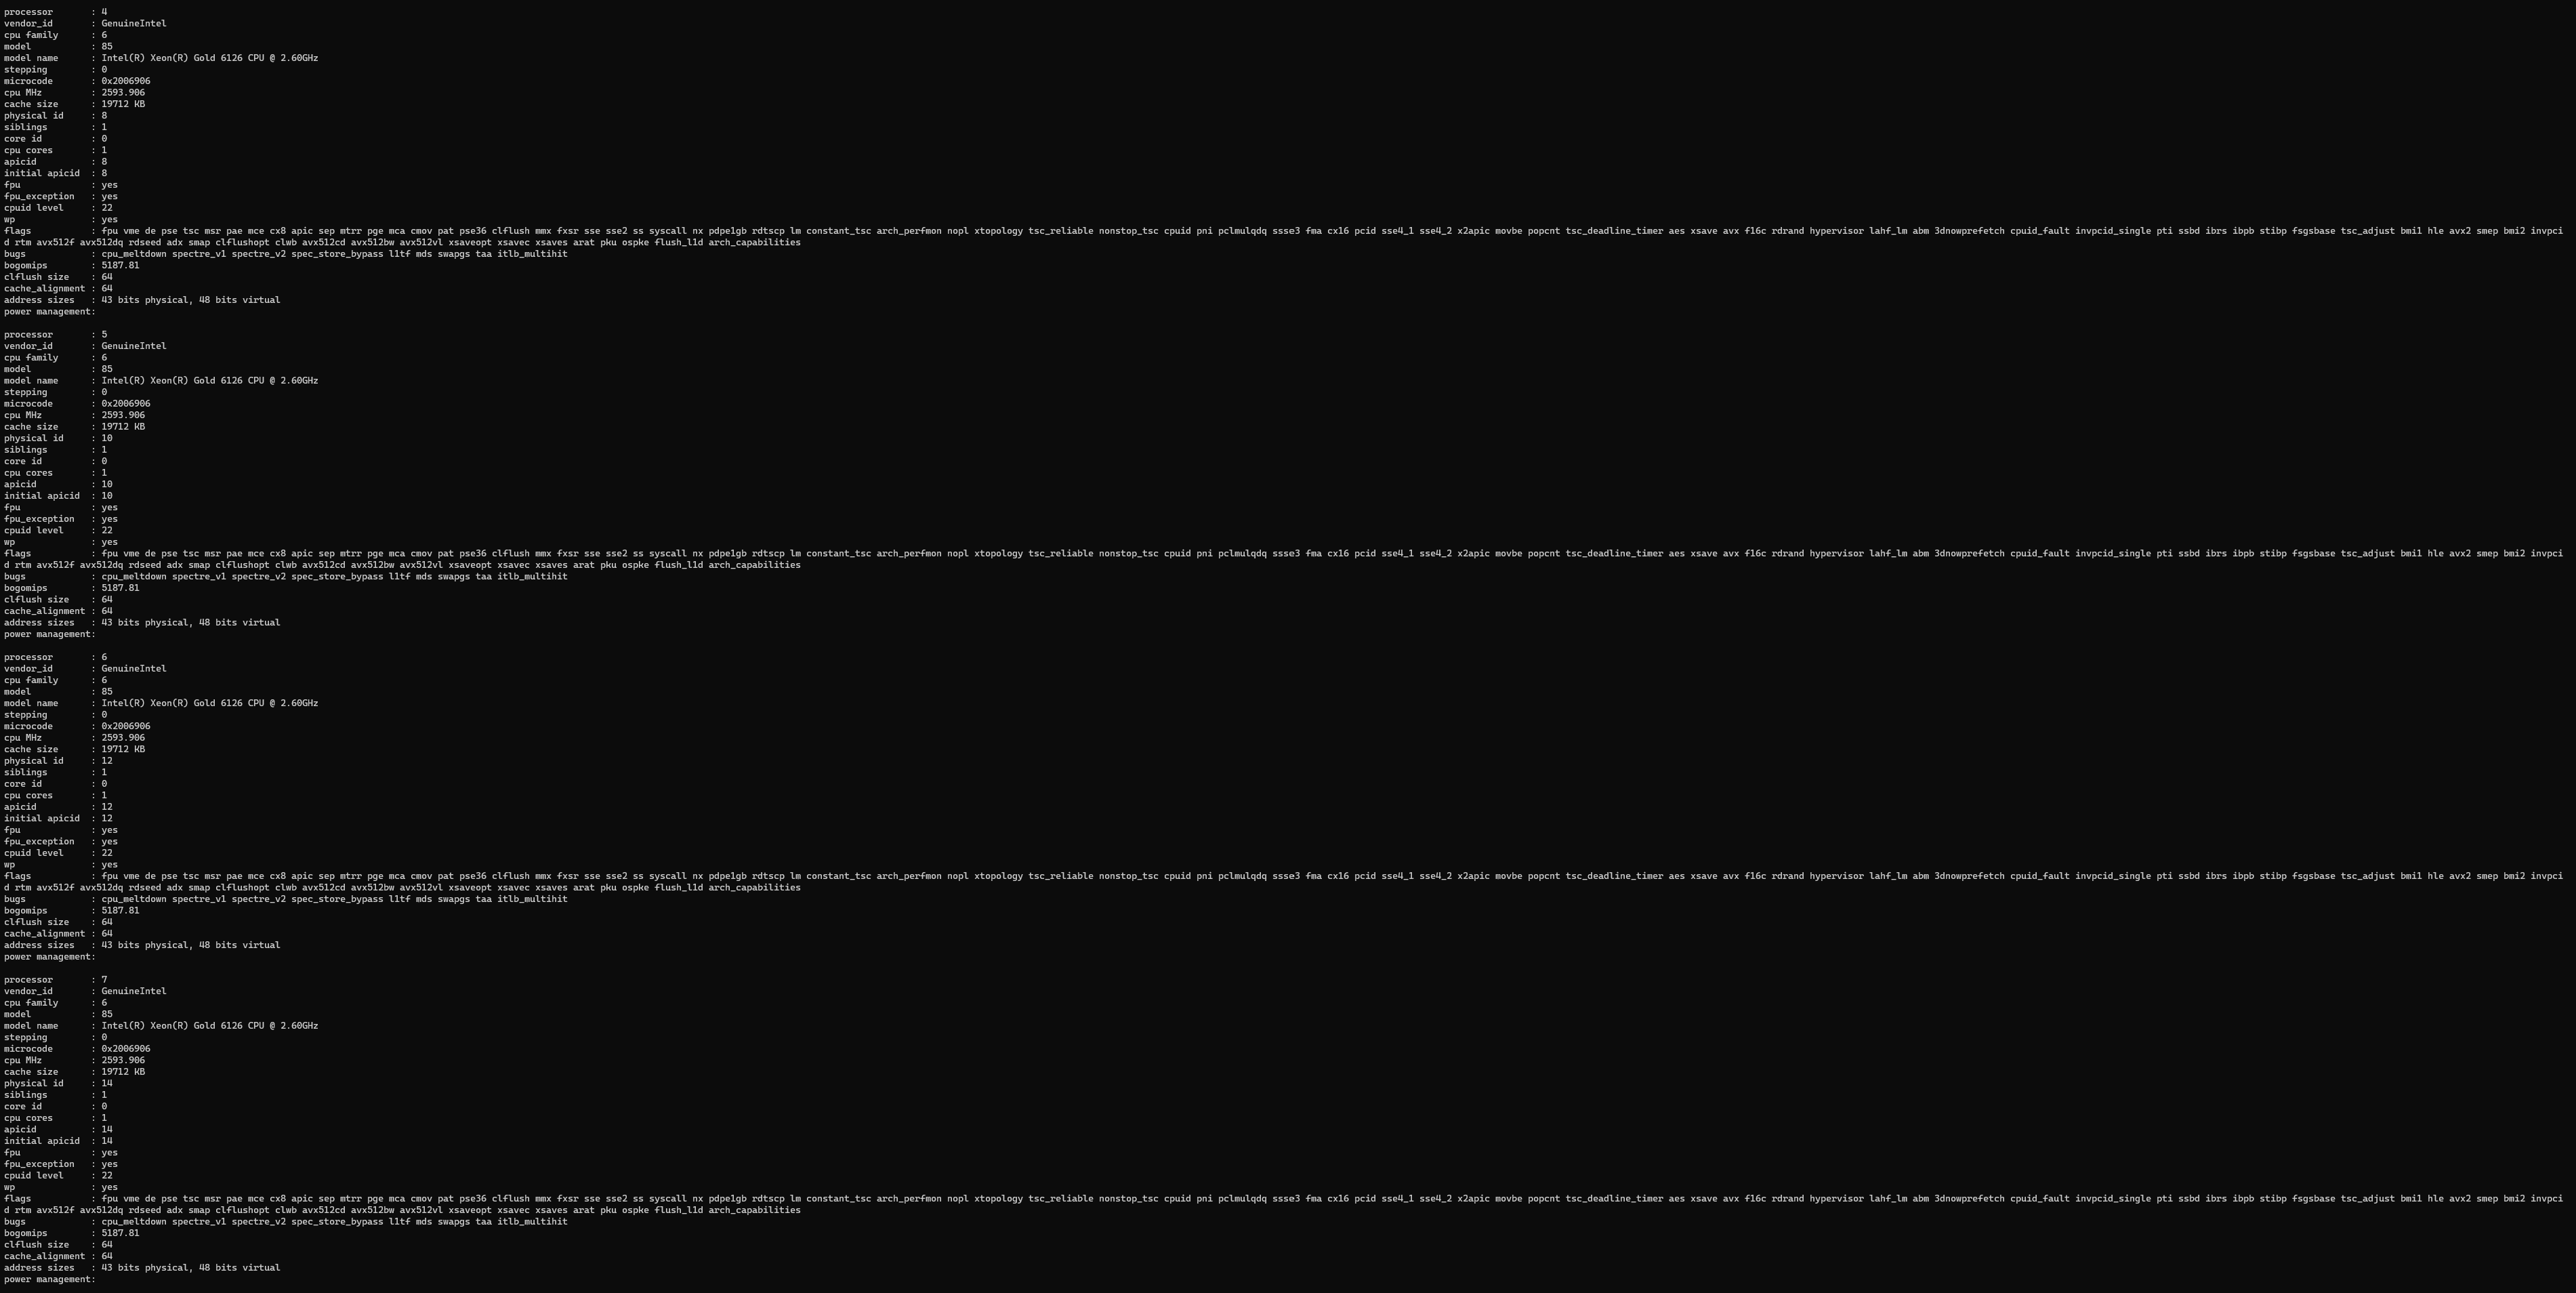 processor       : 4
vendor_id       : GenuineIntel
cpu family      : 6
model           : 85
model name      : Intel(R) Xeon(R) Gold 6126 CPU @ 2.60GHz
stepping        : 0
microcode       : 0x2006906
cpu MHz         : 2593.906
cache size      : 19712 KB
physical id     : 8
siblings        : 1
core id         : 0
cpu cores       : 1
apicid          : 8
initial apicid  : 8
fpu             : yes
fpu_exception   : yes
cpuid level     : 22
wp              : yes
flags           : fpu vme de pse tsc msr pae mce cx8 apic sep mtrr pge mca cmov pat pse36 clflush mmx fxsr sse sse2 ss syscall nx pdpe1gb rdtscp lm constant_tsc arch_perfmon nopl xtopology tsc_reliable nonstop_tsc cpuid pni pclmulqdq ssse3 fma cx16 pcid sse4_1 sse4_2 x2apic movbe popcnt tsc_deadline_timer aes xsave avx f16c rdrand hypervisor lahf_lm abm 3dnowprefetch cpuid_fault invpcid_single pti ssbd ibrs ibpb stibp fsgsbase tsc_adjust bmi1 hle avx2 smep bmi2 invpci
d rtm avx512f avx512dq rdseed adx smap clflushopt clwb avx512cd avx512bw avx512vl xsaveopt xsavec xsaves arat pku ospke flush_l1d arch_capabilities
bugs            : cpu_meltdown spectre_v1 spectre_v2 spec_store_bypass l1tf mds swapgs taa itlb_multihit
bogomips        : 5187.81
clflush size    : 64
cache_alignment : 64
address sizes   : 43 bits physical, 48 bits virtual
power management:

processor       : 5
vendor_id       : GenuineIntel
cpu family      : 6
model           : 85
model name      : Intel(R) Xeon(R) Gold 6126 CPU @ 2.60GHz
stepping        : 0
microcode       : 0x2006906
cpu MHz         : 2593.906
cache size      : 19712 KB
physical id     : 10
siblings        : 1
core id         : 0
cpu cores       : 1
apicid          : 10
initial apicid  : 10
fpu             : yes
fpu_exception   : yes
cpuid level     : 22
wp              : yes
flags           : fpu vme de pse tsc msr pae mce cx8 apic sep mtrr pge mca cmov pat pse36 clflush mmx fxsr sse sse2 ss syscall nx pdpe1gb rdtscp lm constant_tsc arch_perfmon nopl xtopology tsc_reliable nonstop_tsc cpuid pni pclmulqdq ssse3 fma cx16 pcid sse4_1 sse4_2 x2apic movbe popcnt tsc_deadline_timer aes xsave avx f16c rdrand hypervisor lahf_lm abm 3dnowprefetch cpuid_fault invpcid_single pti ssbd ibrs ibpb stibp fsgsbase tsc_adjust bmi1 hle avx2 smep bmi2 invpci
d rtm avx512f avx512dq rdseed adx smap clflushopt clwb avx512cd avx512bw avx512vl xsaveopt xsavec xsaves arat pku ospke flush_l1d arch_capabilities
bugs            : cpu_meltdown spectre_v1 spectre_v2 spec_store_bypass l1tf mds swapgs taa itlb_multihit
bogomips        : 5187.81
clflush size    : 64
cache_alignment : 64
address sizes   : 43 bits physical, 48 bits virtual
power management:

processor       : 6
vendor_id       : GenuineIntel
cpu family      : 6
model           : 85
model name      : Intel(R) Xeon(R) Gold 6126 CPU @ 2.60GHz
stepping        : 0
microcode       : 0x2006906
cpu MHz         : 2593.906
cache size      : 19712 KB
physical id     : 12
siblings        : 1
core id         : 0
cpu cores       : 1
apicid          : 12
initial apicid  : 12
fpu             : yes
fpu_exception   : yes
cpuid level     : 22
wp              : yes
flags           : fpu vme de pse tsc msr pae mce cx8 apic sep mtrr pge mca cmov pat pse36 clflush mmx fxsr sse sse2 ss syscall nx pdpe1gb rdtscp lm constant_tsc arch_perfmon nopl xtopology tsc_reliable nonstop_tsc cpuid pni pclmulqdq ssse3 fma cx16 pcid sse4_1 sse4_2 x2apic movbe popcnt tsc_deadline_timer aes xsave avx f16c rdrand hypervisor lahf_lm abm 3dnowprefetch cpuid_fault invpcid_single pti ssbd ibrs ibpb stibp fsgsbase tsc_adjust bmi1 hle avx2 smep bmi2 invpci
d rtm avx512f avx512dq rdseed adx smap clflushopt clwb avx512cd avx512bw avx512vl xsaveopt xsavec xsaves arat pku ospke flush_l1d arch_capabilities
bugs            : cpu_meltdown spectre_v1 spectre_v2 spec_store_bypass l1tf mds swapgs taa itlb_multihit
bogomips        : 5187.81
clflush size    : 64
cache_alignment : 64
address sizes   : 43 bits physical, 48 bits virtual
power management:

processor       : 7
vendor_id       : GenuineIntel
cpu family      : 6
model           : 85
model name      : Intel(R) Xeon(R) Gold 6126 CPU @ 2.60GHz
stepping        : 0
microcode       : 0x2006906
cpu MHz         : 2593.906
cache size      : 19712 KB
physical id     : 14
siblings        : 1
core id         : 0
cpu cores       : 1
apicid          : 14
initial apicid  : 14
fpu             : yes
fpu_exception   : yes
cpuid level     : 22
wp              : yes
flags           : fpu vme de pse tsc msr pae mce cx8 apic sep mtrr pge mca cmov pat pse36 clflush mmx fxsr sse sse2 ss syscall nx pdpe1gb rdtscp lm constant_tsc arch_perfmon nopl xtopology tsc_reliable nonstop_tsc cpuid pni pclmulqdq ssse3 fma cx16 pcid sse4_1 sse4_2 x2apic movbe popcnt tsc_deadline_timer aes xsave avx f16c rdrand hypervisor lahf_lm abm 3dnowprefetch cpuid_fault invpcid_single pti ssbd ibrs ibpb stibp fsgsbase tsc_adjust bmi1 hle avx2 smep bmi2 invpci
d rtm avx512f avx512dq rdseed adx smap clflushopt clwb avx512cd avx512bw avx512vl xsaveopt xsavec xsaves arat pku ospke flush_l1d arch_capabilities
bugs            : cpu_meltdown spectre_v1 spectre_v2 spec_store_bypass l1tf mds swapgs taa itlb_multihit
bogomips        : 5187.81
clflush size    : 64
cache_alignment : 64
address sizes   : 43 bits physical, 48 bits virtual
power management: